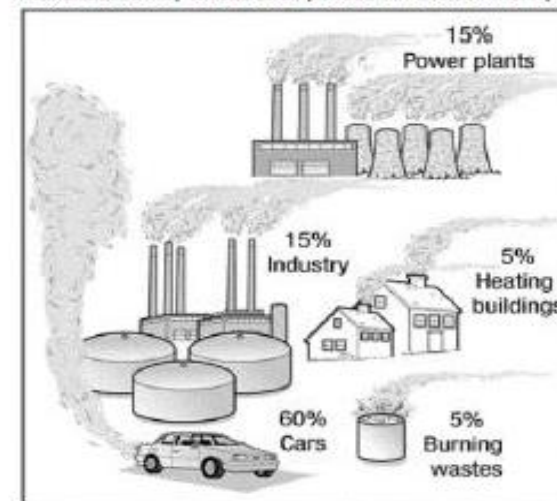 15%
Power plants
15%
Industry
5%
Heating
buildings
60%
Cars
5%
Burning
wastes